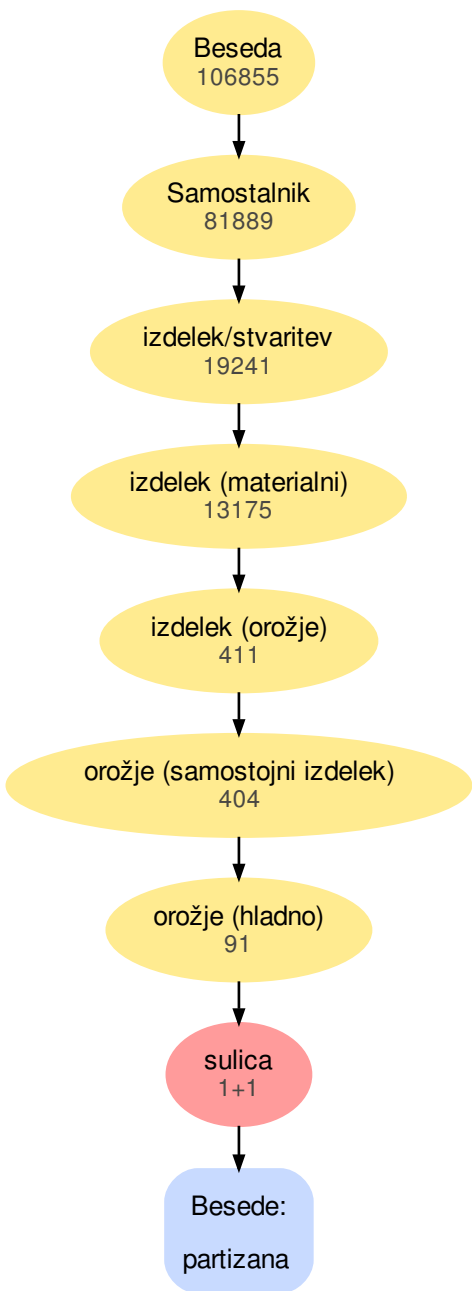 Beseda
106855
Samostalnik
81889
izdelek/stvaritev
19241
izdelek (materialni)
13175
izdelek (orožje)
411
orožje (samostojni izdelek)
404
orožje (hladno)
91
sulica
1+1
Besede:
partizana